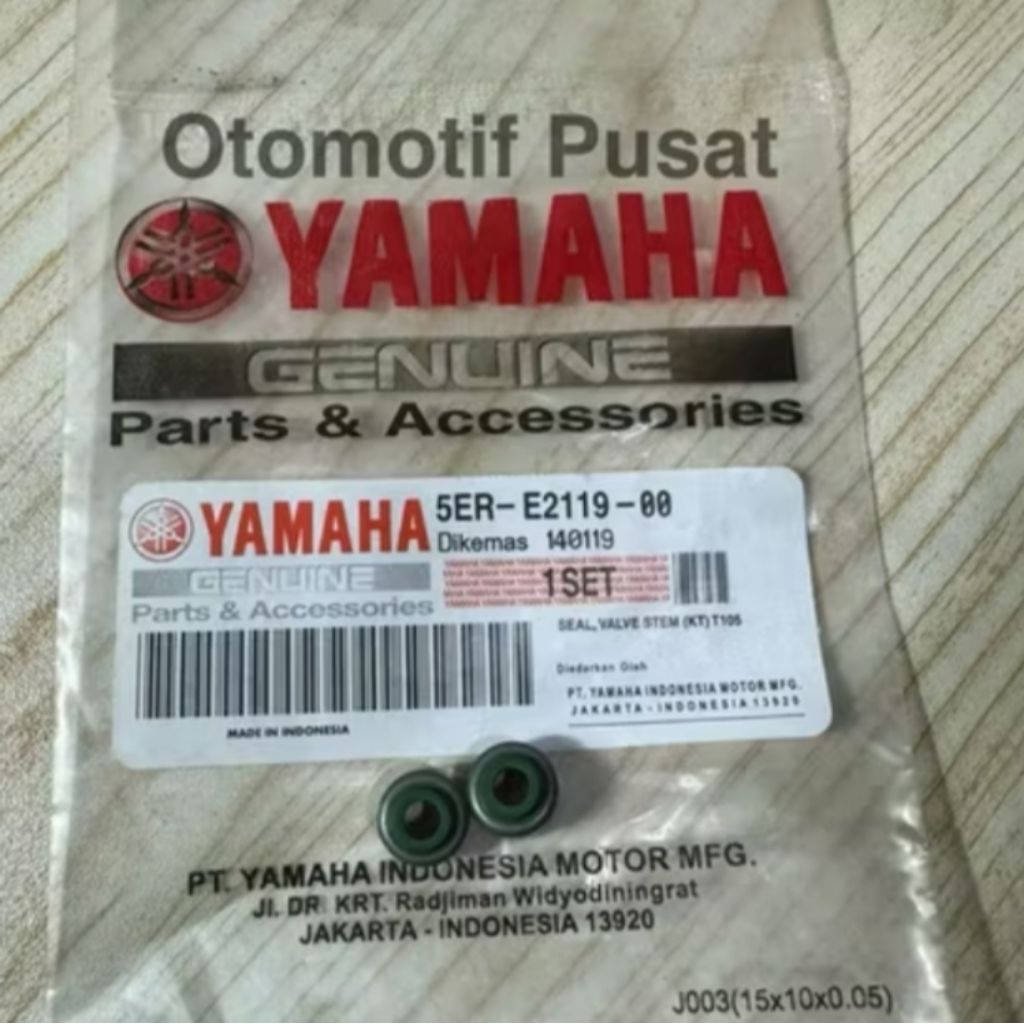 Otomotif Pusat
YAMAHA
GENUINE
Parts & Accessories
YAMAHA 5ER-E2119-00
Dikemas 140119
GENUINE 1 SET
Parts & Accessories
SEAL, VALVE STEM (KT) T105
Diedarkan Oleh
PT. YAMAHA INDONESIA MOTOR MFG.
JAKARTA - INDONESIA 13920
MADE IN INDONESIA
PT. YAMAHA INDONESIA MOTOR MFG.
Jl. DR. KRT. Radjiman Widyodiningrat
JAKARTA - INDONESIA 13920
J003(15x10x0.05)